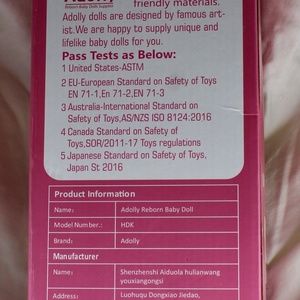 Adolly
Reborn Baby Dolls Supplies
friendly materials.
Adolly dolls are designed by famous art-
ist.We are happy to supply unique and
lifelike baby dolls for you.
Pass Tests as Below:
1 United States-ASTM
2 EU-European Standard on Safety of Toys
EN 71-1,En 71-2,EN 71-3
3 Australia-International Standard on
Safety of Toys,AS/NZS ISO 8124:2016
4 Canada Standard on Safety of
Toys,SOR/2011-17 Toys regulations
5 Japanese Standard on Safety of Toys,
Japan St 2016
Product Information
Name: Adolly Reborn Baby Doll
Model Number.: HDK
Brand: Adolly
Manufacturer
Name: Shenzhenshi Aiduola hulianwang
youxiangongsi
Address: Luohuqu Dongxiao Jiedao,